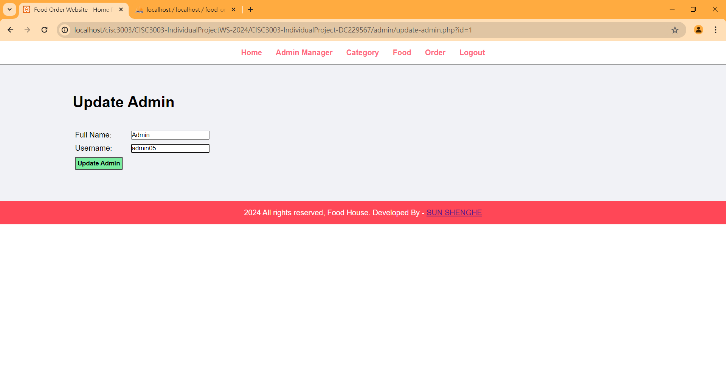 Food Order Website - Home
localhost / localhost / food-o
localhost/cisc3003/CISC3003-IndividualProjectWS-2024/CISC3003-IndividualProject-DC229567/admin/update-admin.php?id=1
Home Admin Manager Category Food Order Logout
Update Admin
Full Name: Admin
Username: admin05
Update Admin
2024 All rights reserved, Food House. Developed By - SUN SHENGHE